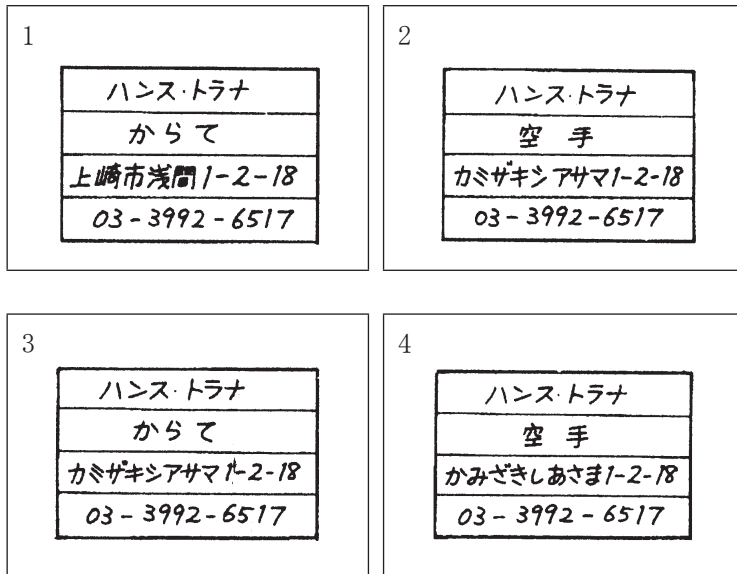 1
ハンス・トラナ
からて
上崎市浅間1-2-18
03-3992-6517
2
ハンス・トラナ
空手
カミザキシアサマ1-2-18
03-3992-6517
3
ハンス・トラナ
からて
カミザキシアサマ1-2-18
03-3992-6517
4
ハンス・トラナ
空手
かみざきしあさま1-2-18
03-3992-6517